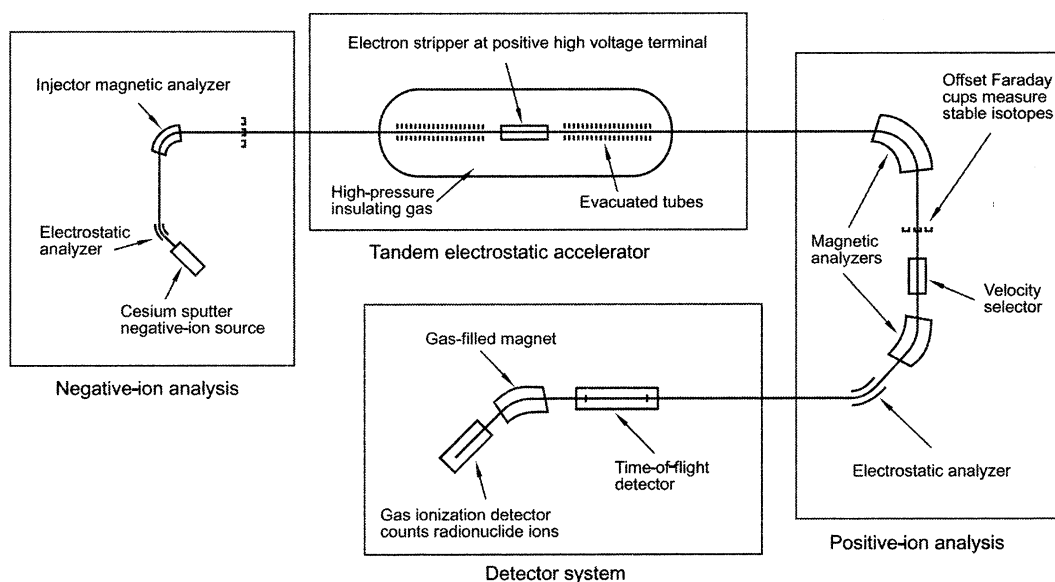 Injector magnetic analyzer
Electrostatic
analyzer
Cesium sputter
negative-ion source
Negative-ion analysis
Electron stripper at positive high voltage terminal
High-pressure
insulating gas
Evacuated tubes
Tandem electrostatic accelerator
Offset Faraday
cups measure
stable isotopes
Magnetic
analyzers
Velocity
selector
Electrostatic analyzer
Positive-ion analysis
Gas-filled magnet
Time-of-flight
detector
Gas ionization detector
counts radionuclide ions
Detector system